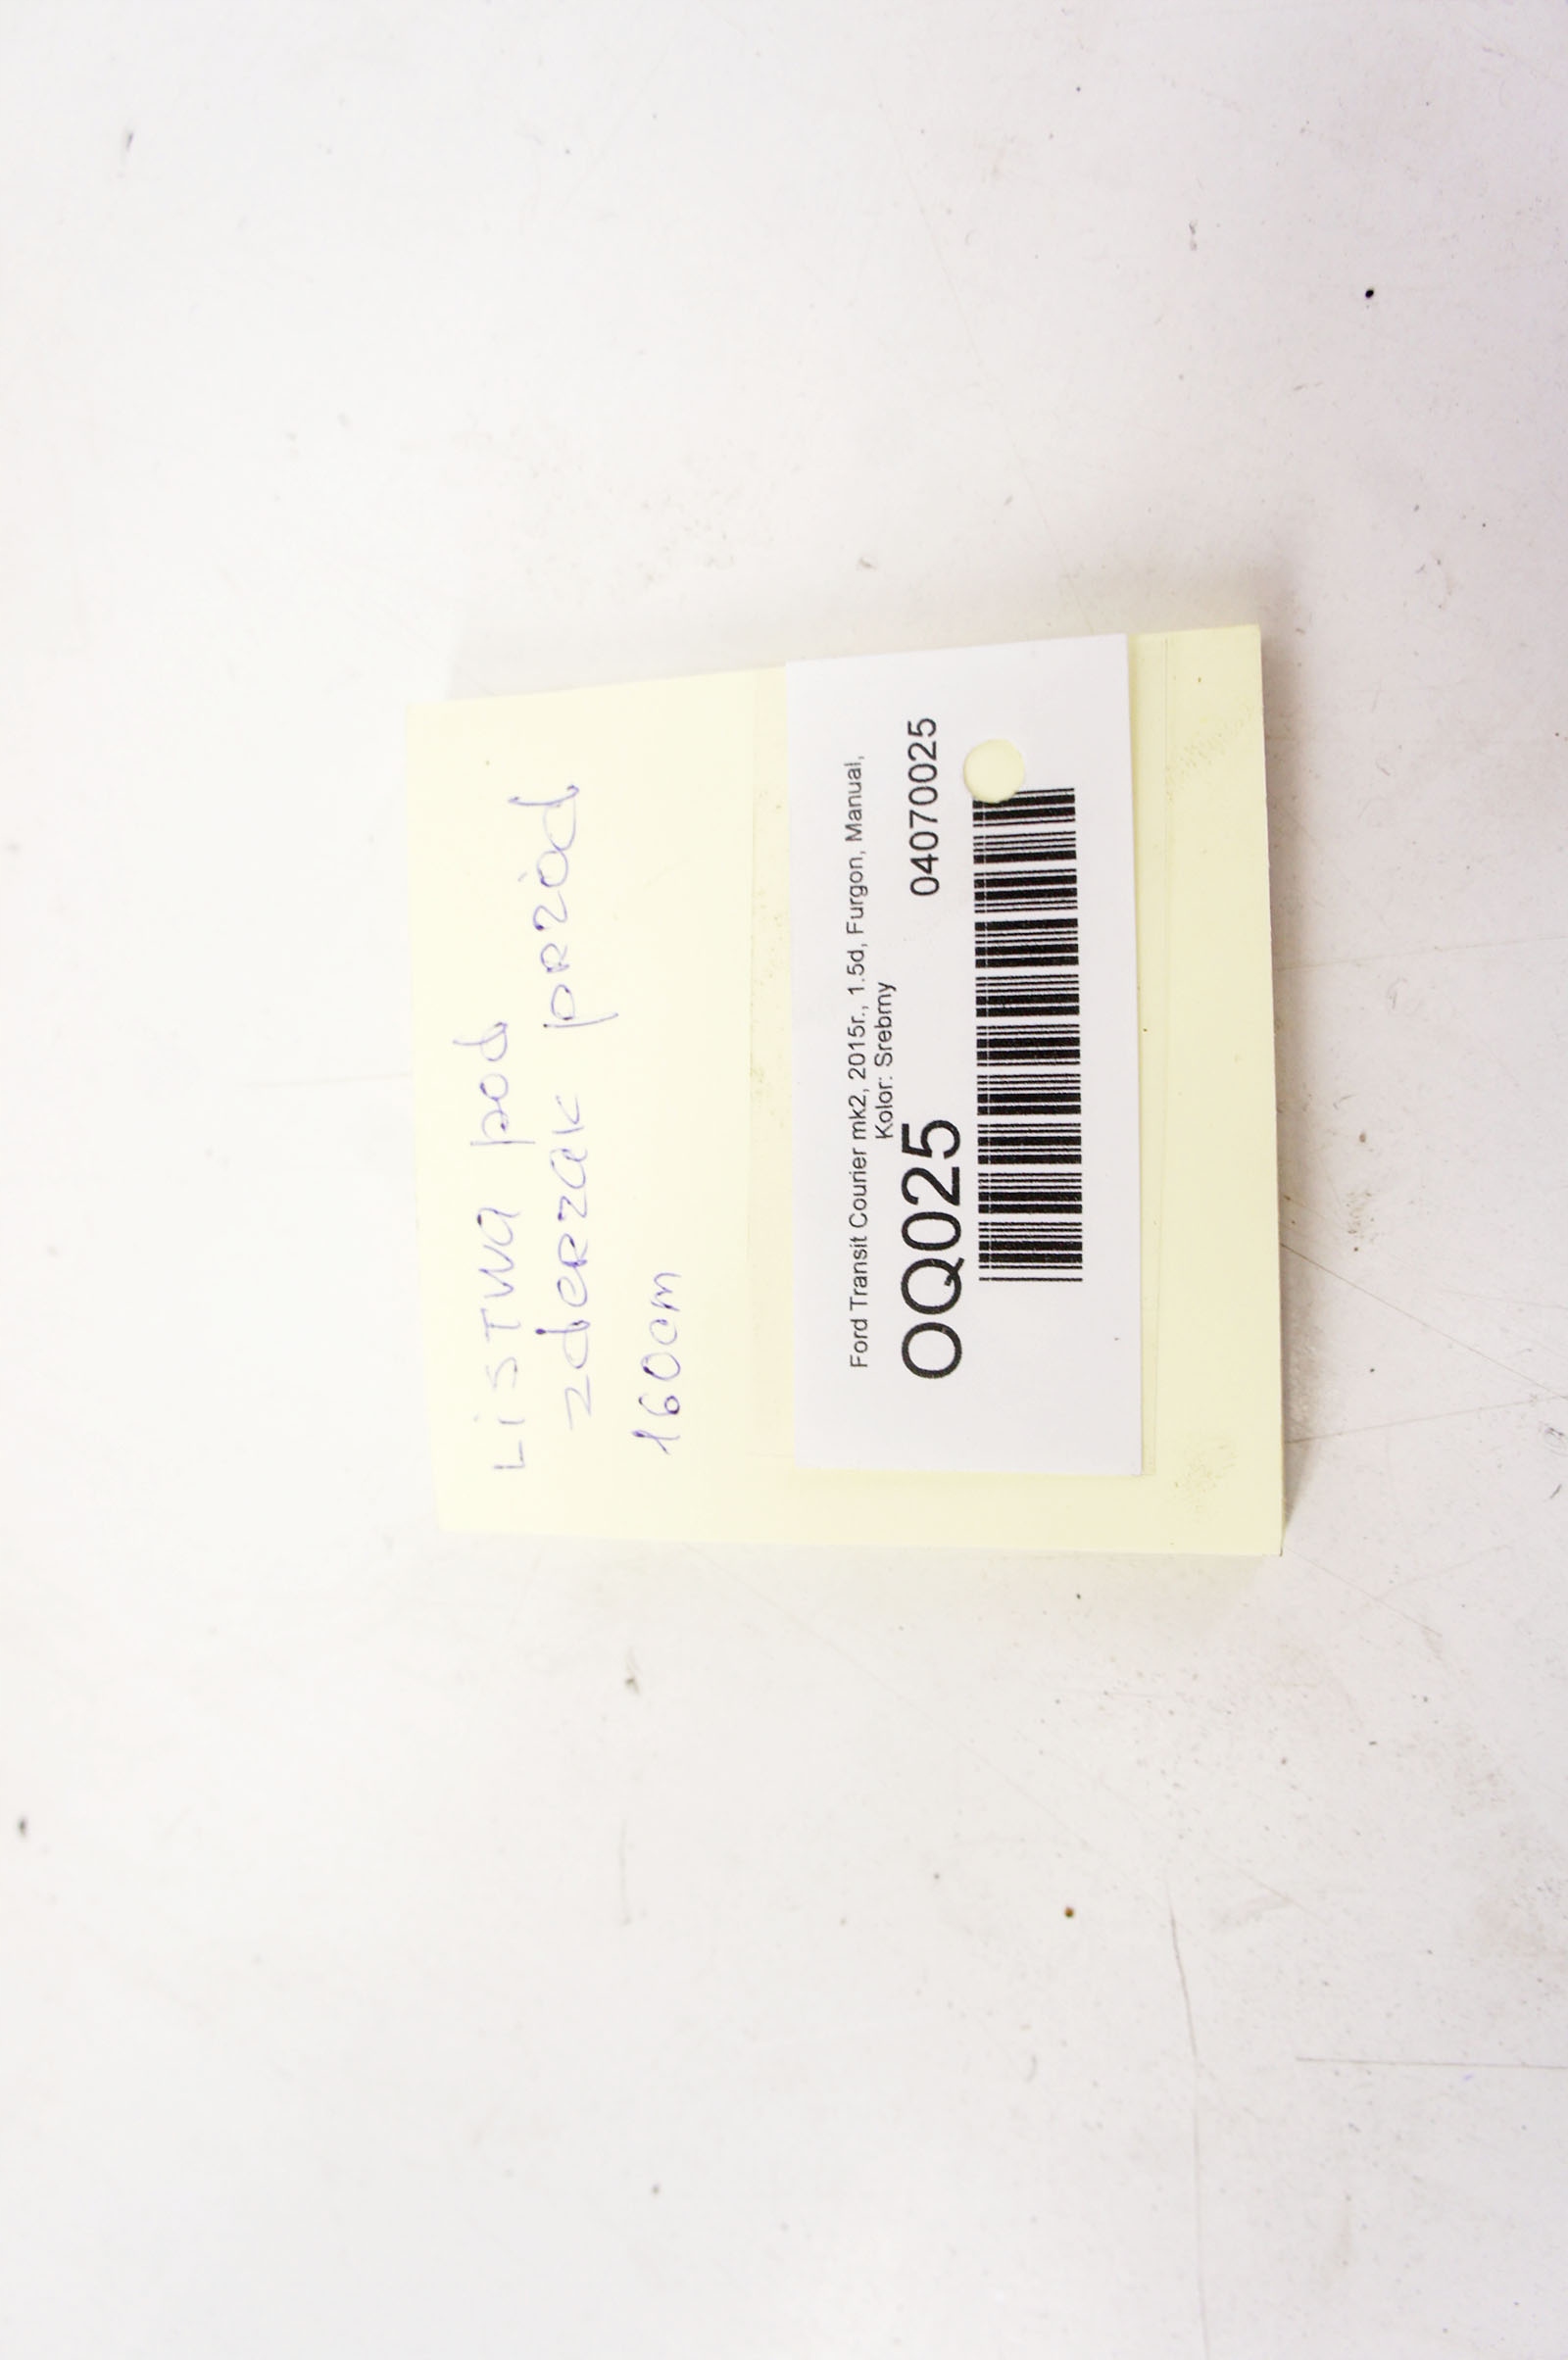 LiSTWA pod
zderzak przód
160cm
Ford Transit Courier mk2, 2015r., 1.5d, Furgon, Manual,
Kolor: Srebrny
OQ025 04070025